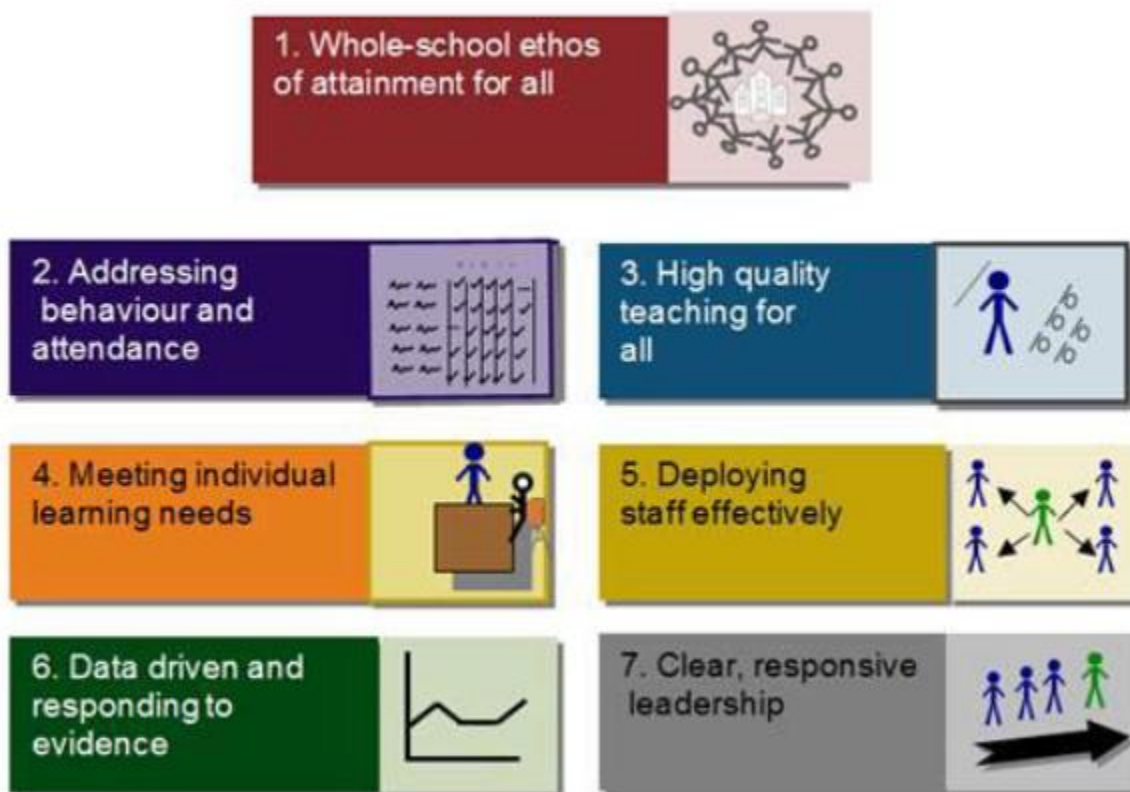 1. Whole-school ethos
of attainment for all
2. Addressing
behaviour and
attendance
3. High quality
teaching for
all
4. Meeting individual
learning needs
5. Deploying
staff effectively
6. Data driven and
responding to
evidence
7. Clear, responsive
leadership